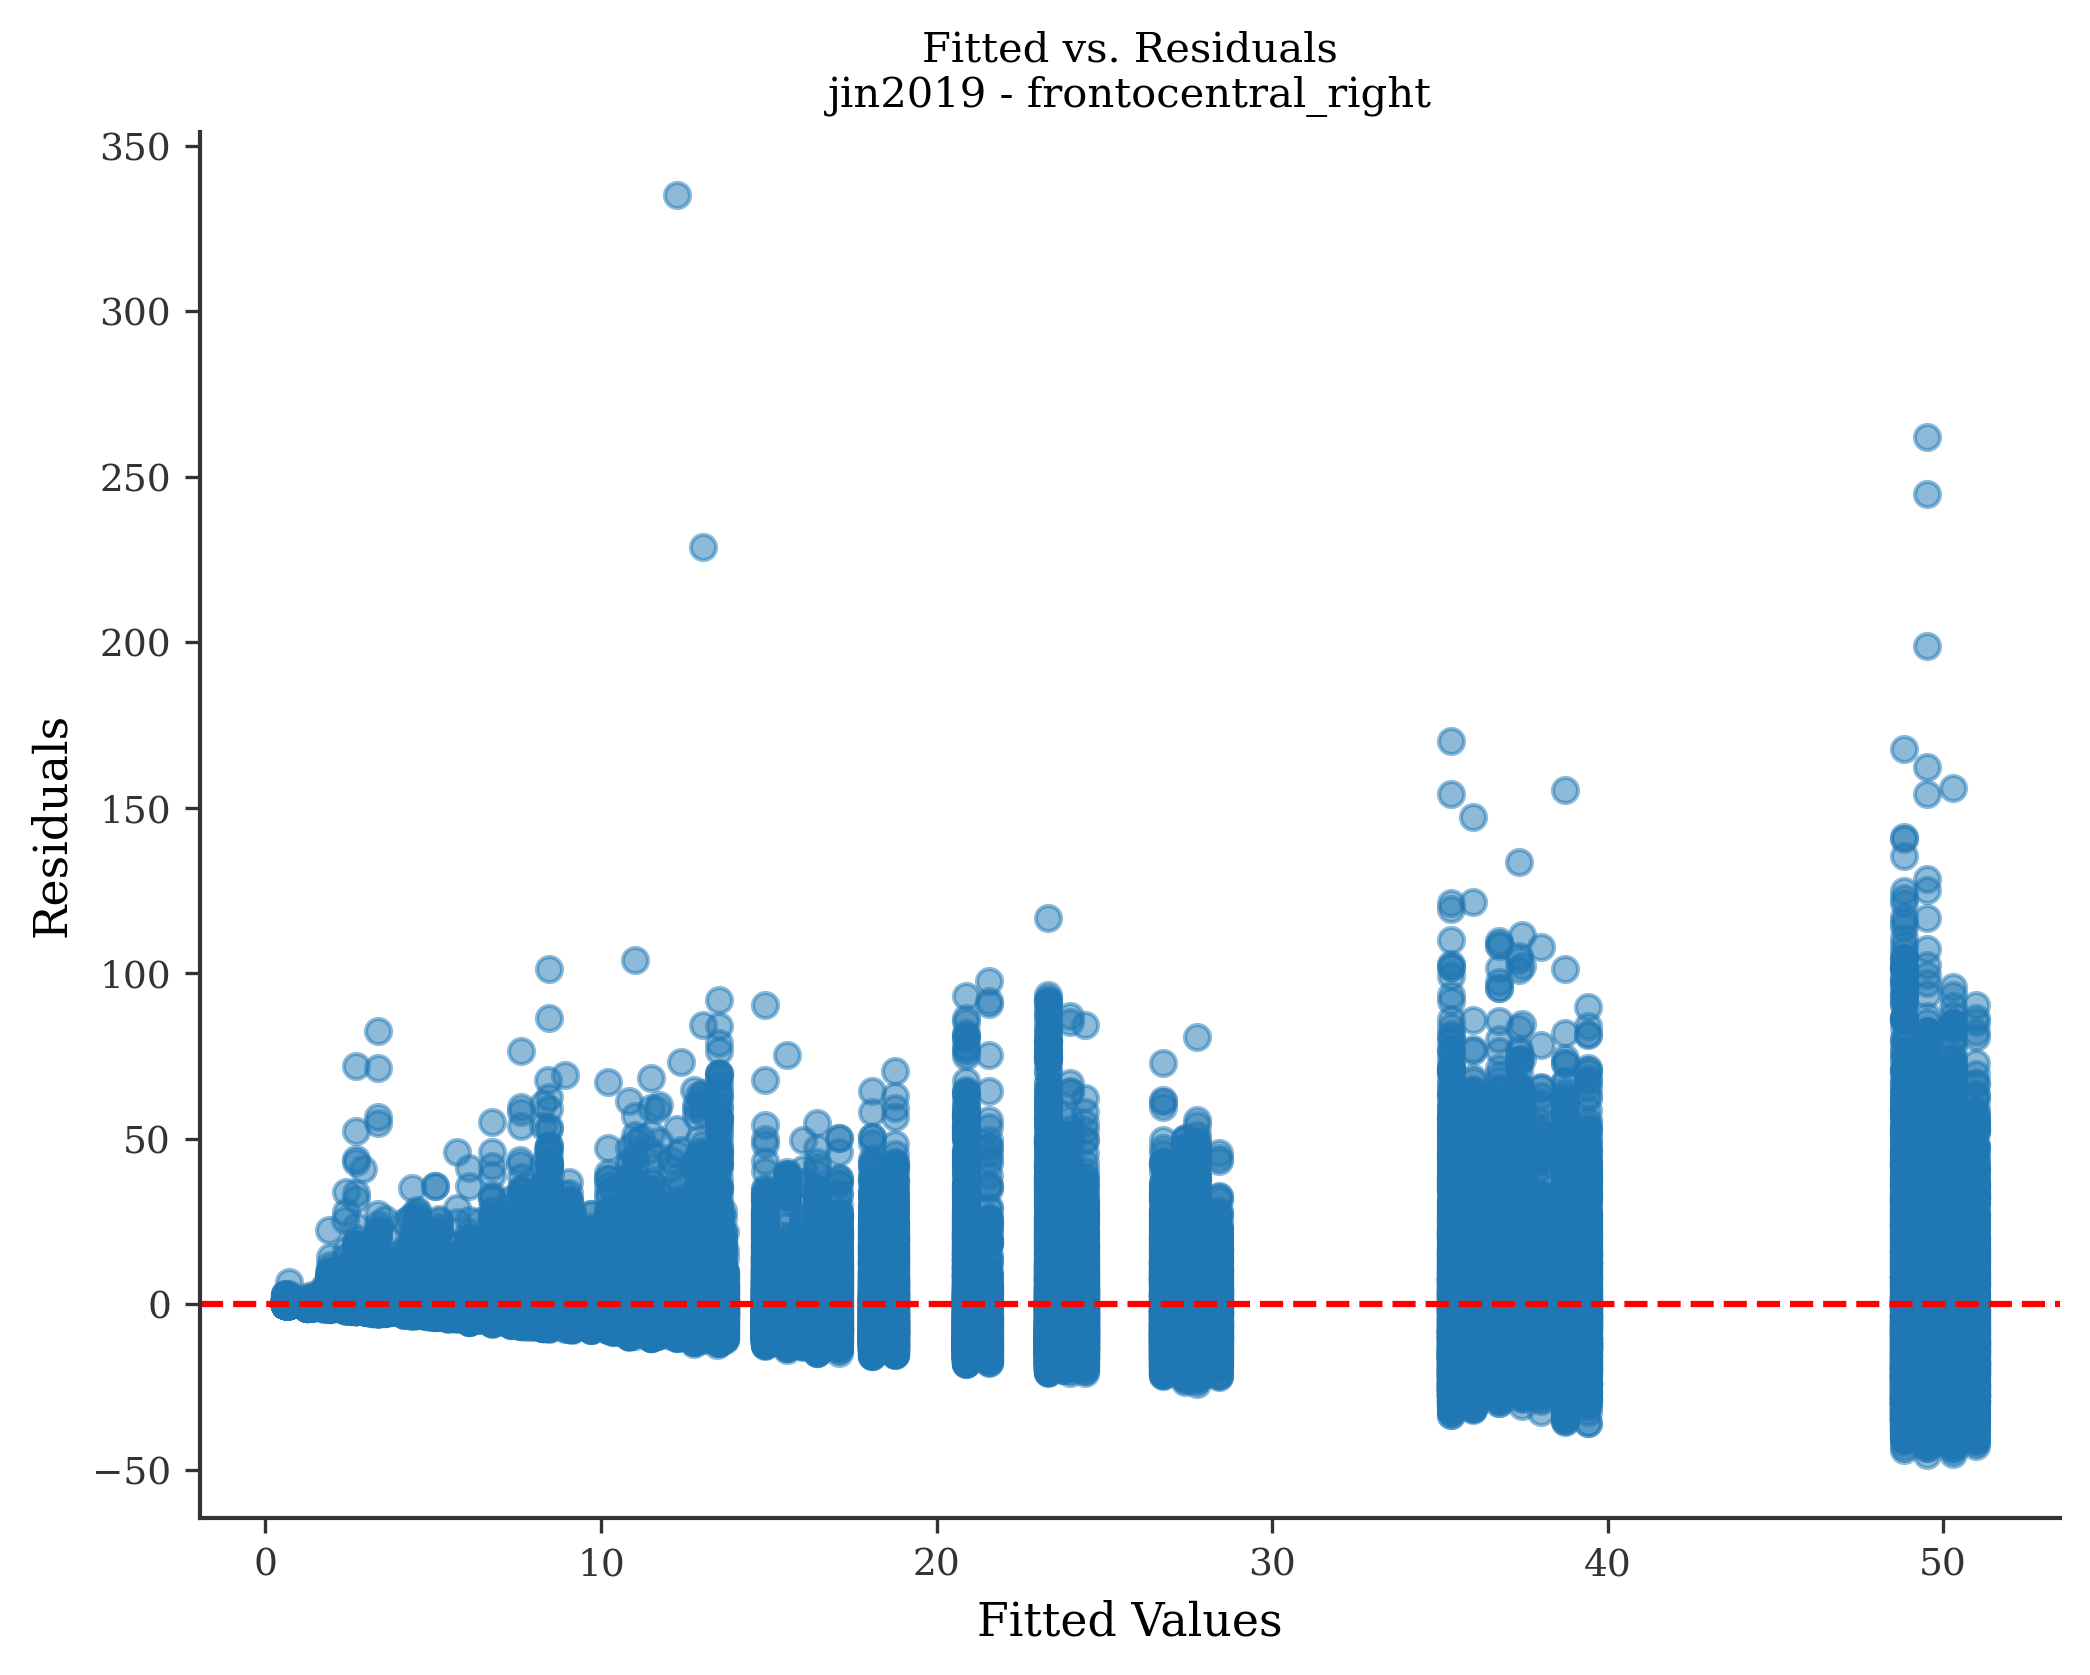 Fitted vs. Residuals
jin2019 - frontocentral_right
350
300
250
200
150
100
50
0
−50
Residuals
0 10 20 30 40 50
Fitted Values